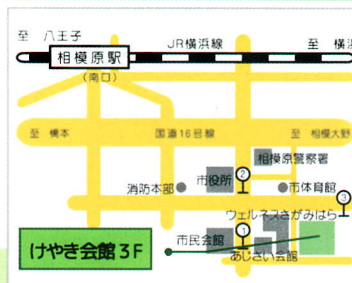 至 八王子
JR横浜線
至 横浜
相模原駅
(南口)
至 橋本
国道16号線
至 相模大野
相模原警察署
市役所
②
消防本部
市体育館
③
ウェルネスさがみはら
市民会館
①
あじさい会館
けやき会館3F